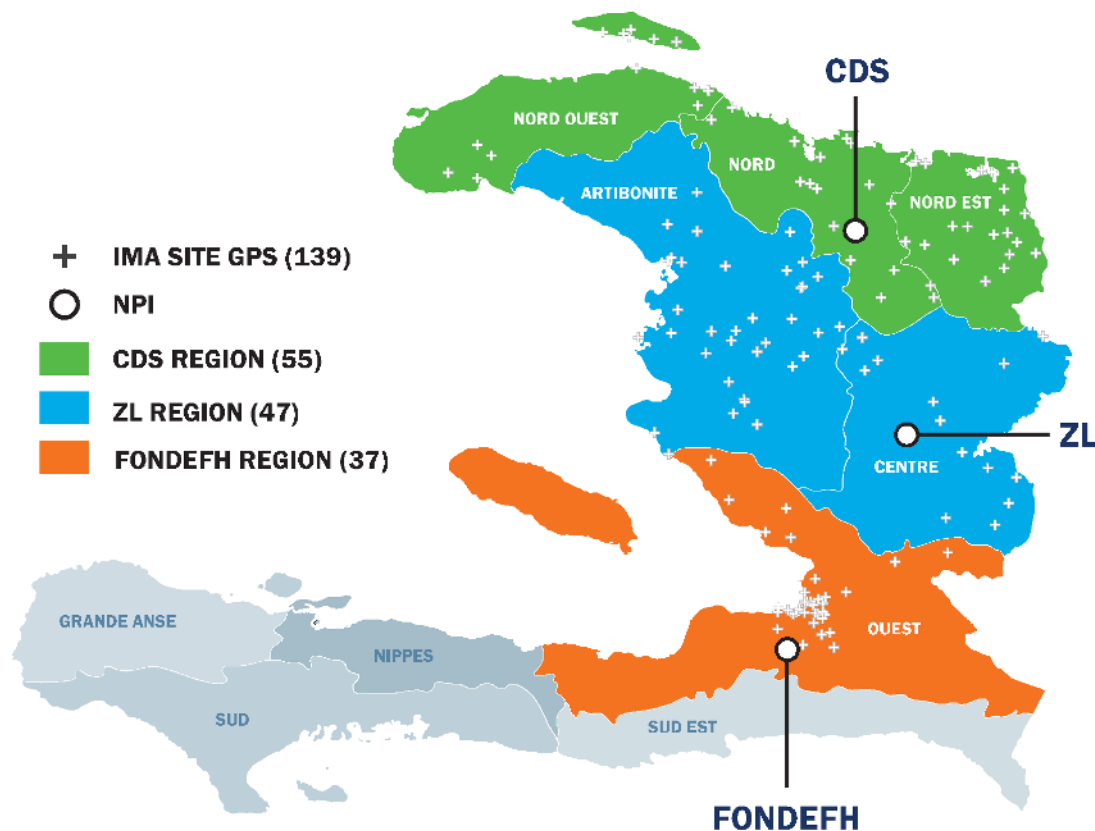 CDS
NORD OUEST
NORD
ARTIBONITE
NORD EST
IMA SITE GPS (139)
NPI
CDS REGION (55)
ZL REGION (47)
FONDEFH REGION (37)
ZL
CENTRE
GRANDE ANSE
OUEST
NIPPES
SUD
SUD EST
FONDEFH